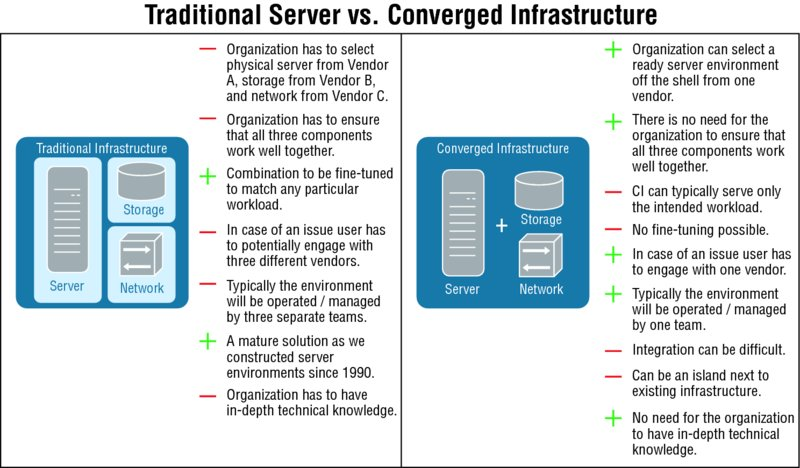 Traditional Server vs. Converged Infrastructure
Traditional Infrastructure
Storage
Server
Network
— Organization has to select
physical server from Vendor
A, storage from Vendor B,
and network from Vendor C.
— Organization has to ensure
that all three components
work well together.
+ Combination to be fine-tuned
to match any particular
workload.
— In case of an issue user has
to potentially engage with
three different vendors.
— Typically the environment
will be operated / managed
by three separate teams.
+ A mature solution as we
constructed server
environments since 1990.
— Organization has to have
in-depth technical knowledge.
Converged Infrastructure
Storage
+
Server
Network
+ Organization can select a
ready server environment
off the shell from one
vendor.
+ There is no need for the
organization to ensure that
all three components work
well together.
— CI can typically serve only
the intended workload.
— No fine-tuning possible.
+ In case of an issue user has
to engage with one vendor.
+ Typically the environment
will be operated / managed
by one team.
— Integration can be difficult.
— Can be an island next to
existing infrastructure.
+ No need for the organization
to have in-depth technical
knowledge.